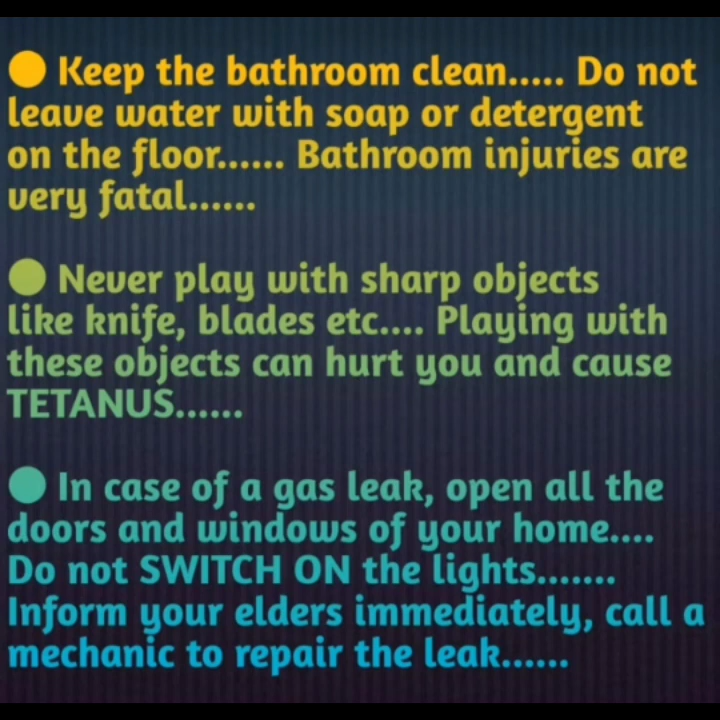 ● Keep the bathroom clean..... Do not
leave water with soap or detergent
on the floor...... Bathroom injuries are
very fatal......
● Never play with sharp objects
like knife, blades etc.... Playing with
these objects can hurt you and cause
TETANUS......
● In case of a gas leak, open all the
doors and windows of your home....
Do not SWITCH ON the lights.......
Inform your elders immediately, call a
mechanic to repair the leak......